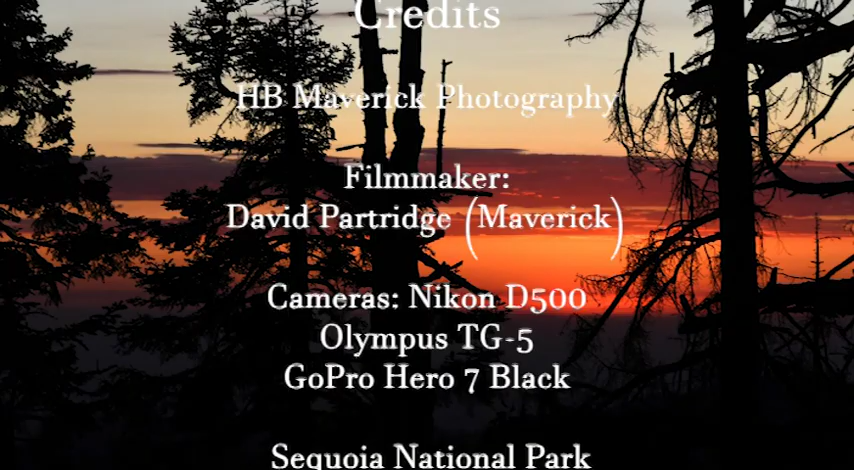 Credits
HB Maverick Photography
Filmmaker:
David Partridge (Maverick)
Cameras: Nikon D500
Olympus TG-5
GoPro Hero 7 Black
Sequoia National Park